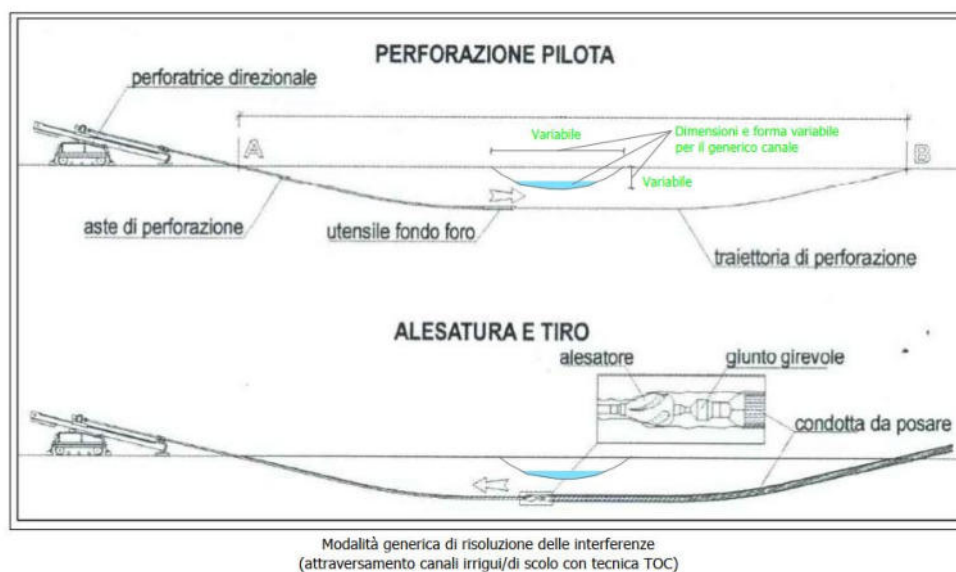 PERFORAZIONE PILOTA
perforatrice direzionale
A
Variabile
Dimensioni e forma variabile
per il generico canale
B
Variabile
aste di perforazione
utensile fondo foro
traiettoria di perforazione
ALESATURA E TIRO
alesatore
giunto girevole
condotta da posare
Modalità generica di risoluzione delle interferenze
(attraversamento canali irrigui/di scolo con tecnica TOC)